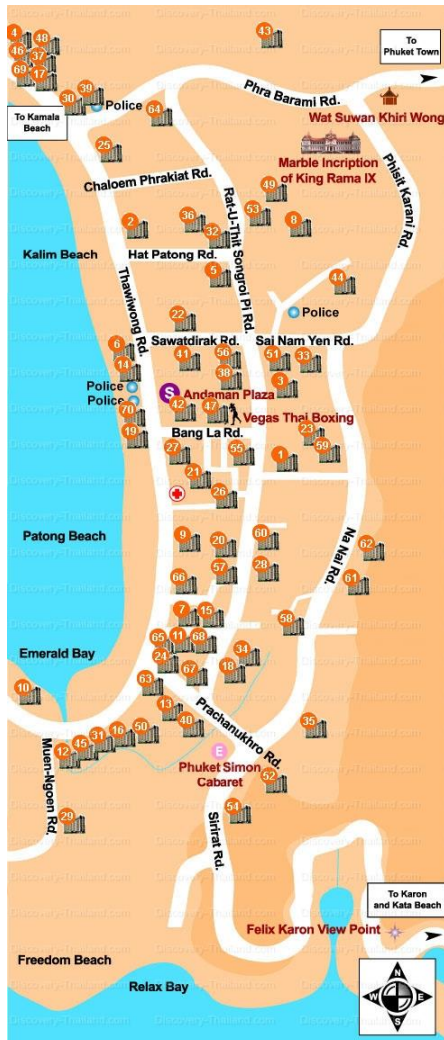 4
48
46
37
69
17
39
30
43
To
Phuket Town
Police
64
Phra Barami Rd.
To Kamala
Beach
Wat Suwan Khiri Wong
25
Marble Incription
of King Rama IX
Chaloem Phrakiat Rd.
Rat-U-Thit Songroi Pi Rd.
Phisit Karani Rd.
49
53
8
2
36
32
Hat Patong Rd.
Kalim Beach
Thawiwong Rd.
5
44
22
Police
Sawatdirak Rd.
Sai Nam Yen Rd.
6
14
41
56
38
51
33
3
Police
Police
S
Andaman Plaza
70
42
47
Vegas Thai Boxing
19
Bang La Rd.
23
27
55
1
59
21
26
Patong Beach
9
20
60
62
Na Nai Rd.
57
28
66
61
7
15
58
65
11
68
Emerald Bay
24
34
18
67
10
63
13
Prachanukhro Rd.
40
35
50
16
31
45
12
Muen-Ngoen Rd.
E
Phuket Simon
Cabaret
52
54
29
Sirirat Rd.
To Karon
and Kata Beach
Felix Karon View Point
Freedom Beach
Relax Bay
N
W
E
S
Discovery-Thailand.com